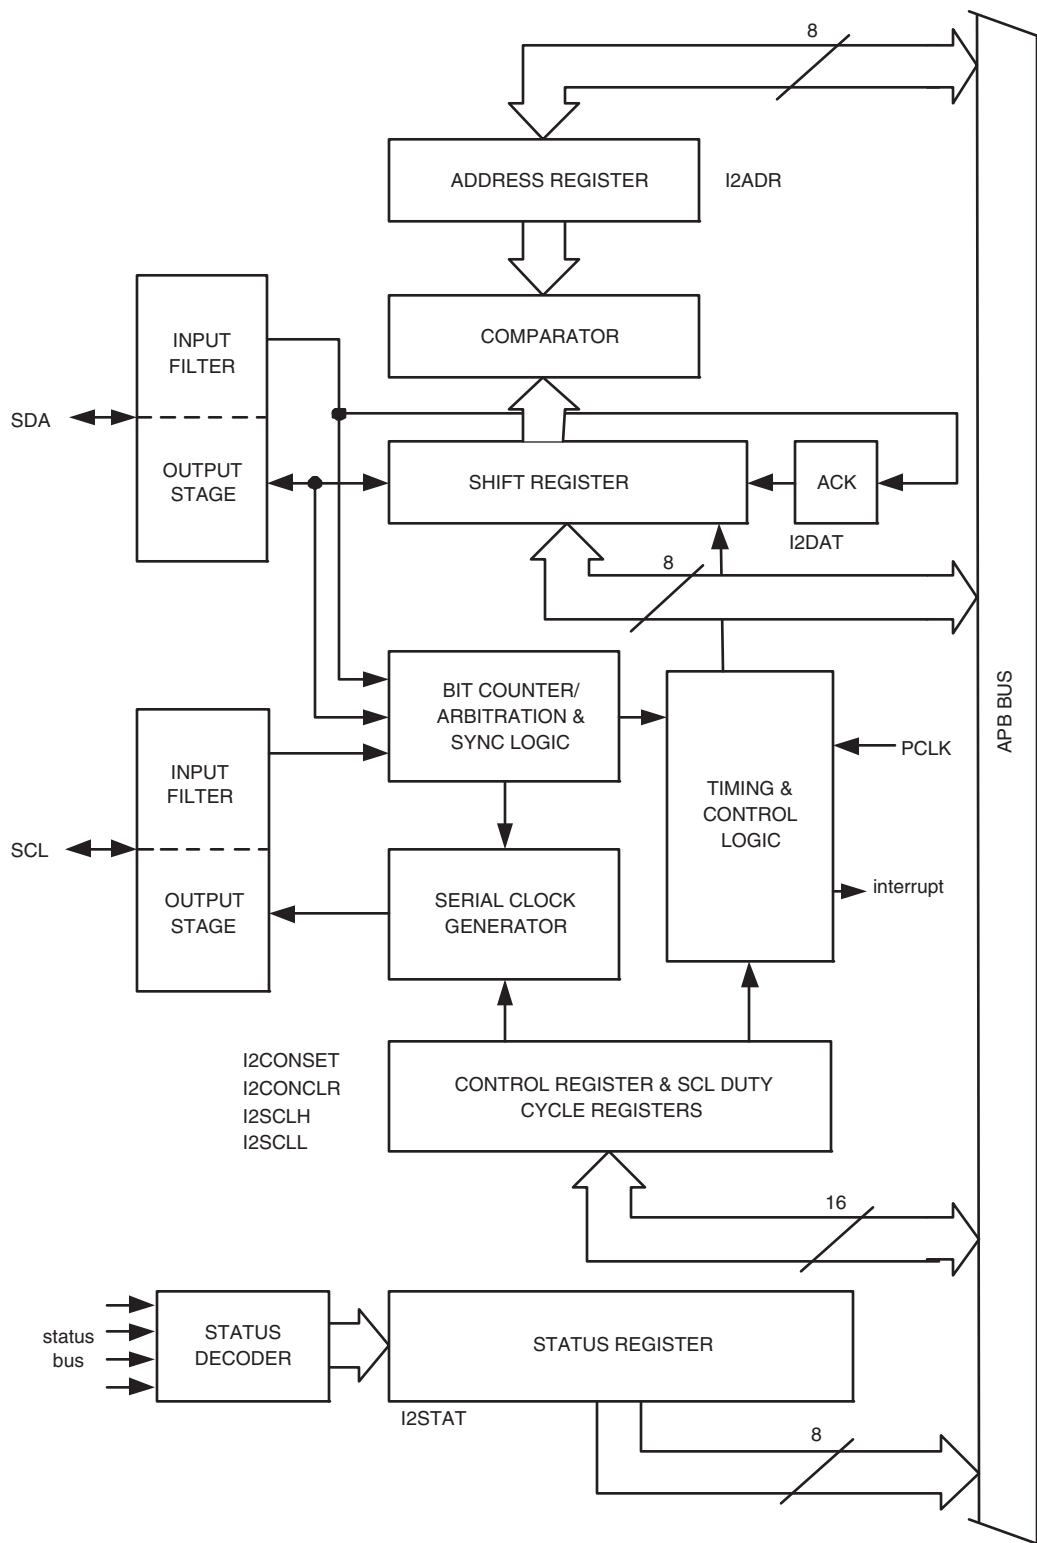 8
ADDRESS REGISTER
I2ADR
COMPARATOR
INPUT
FILTER
SDA
OUTPUT
STAGE
SHIFT REGISTER
ACK
I2DAT
8
BIT COUNTER/
ARBITRATION &
SYNC LOGIC
APB BUS
PCLK
INPUT
FILTER
TIMING &
CONTROL
LOGIC
SCL
OUTPUT
STAGE
SERIAL CLOCK
GENERATOR
interrupt
I2CONSET
I2CONCLR
I2SCLH
I2SCLL
CONTROL REGISTER & SCL DUTY
CYCLE REGISTERS
16
status
bus
STATUS
DECODER
STATUS REGISTER
I2STAT
8